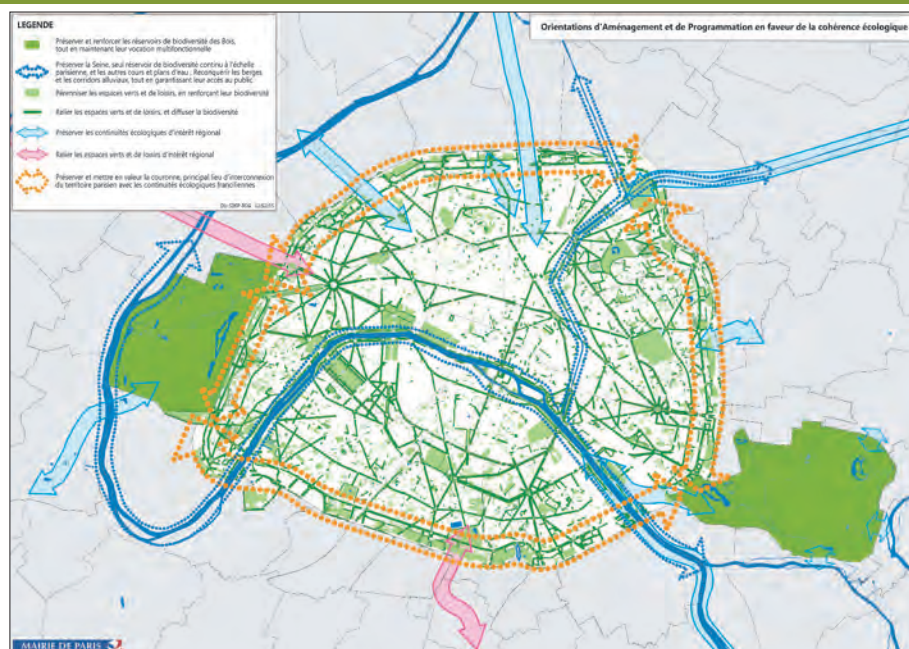 LEGENDE
Orientations d'Aménagement et de Programmation en faveur de la cohérence écologique
Préserver et renforcer les réservoirs de biodiversité des Bois,
tout en maintenant leur vocation multifonctionnelle
Préserver la Seine, seul réservoir de biodiversité continu à l'échelle
parisienne, et les autres cours et plans d'eau ; Reconquérir les berges
et les corridors alluviaux, tout en garantissant leur accès au public
Pérenniser les espaces verts et de loisirs, en renforçant leur biodiversité
Relier les espaces verts et de loisirs, et diffuser la biodiversité
Préserver les continuités écologiques d'intérêt régional
Relier les espaces verts et de loisirs d'intérêt régional
Préserver et mettre en valeur la couronne, principal lieu d'interconnexion
du territoire parisien avec les continuités écologiques franciliennes
MAIRIE DE PARIS